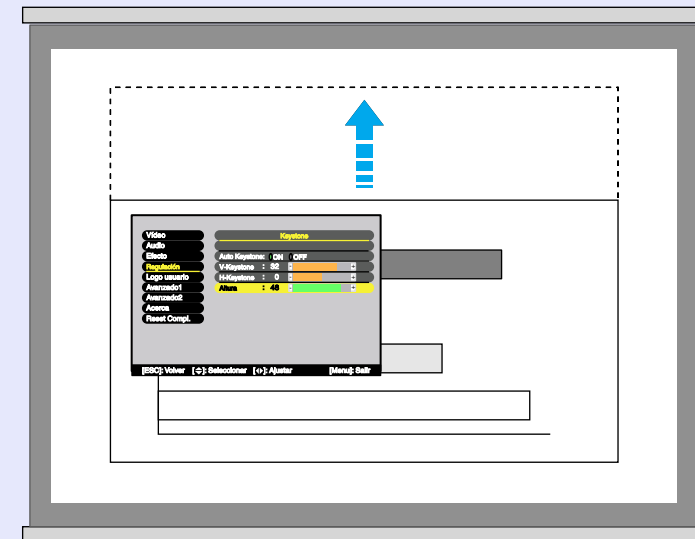 Vídeo
Audio
Efecto
Regulación
Logo usuario
Avanzado1
Avanzado2
Acerca
Reset Compl.
Keystone
Auto Keystone: ON OFF
V-Keystone : 32 - +
H-Keystone : 0 - +
Altura : 48 - +
[ESC]: Volver [ ]: Seleccionar [ ]: Ajustar [Menu]: Salir